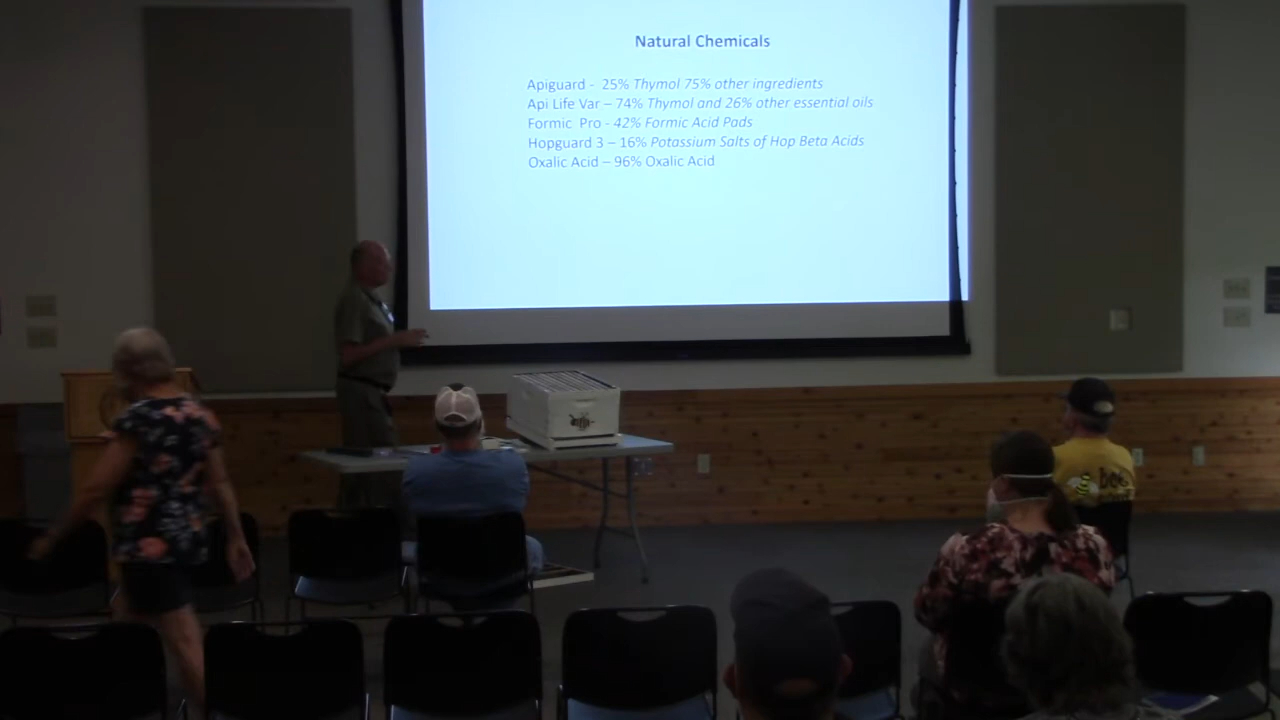 Natural Chemicals
Apiguard - 25% Thymol 75% other ingredients
Api Life Var – 74% Thymol and 26% other essential oils
Formic Pro - 42% Formic Acid Pads
Hopguard 3 – 16% Potassium Salts of Hop Beta Acids
Oxalic Acid – 96% Oxalic Acid
Bee